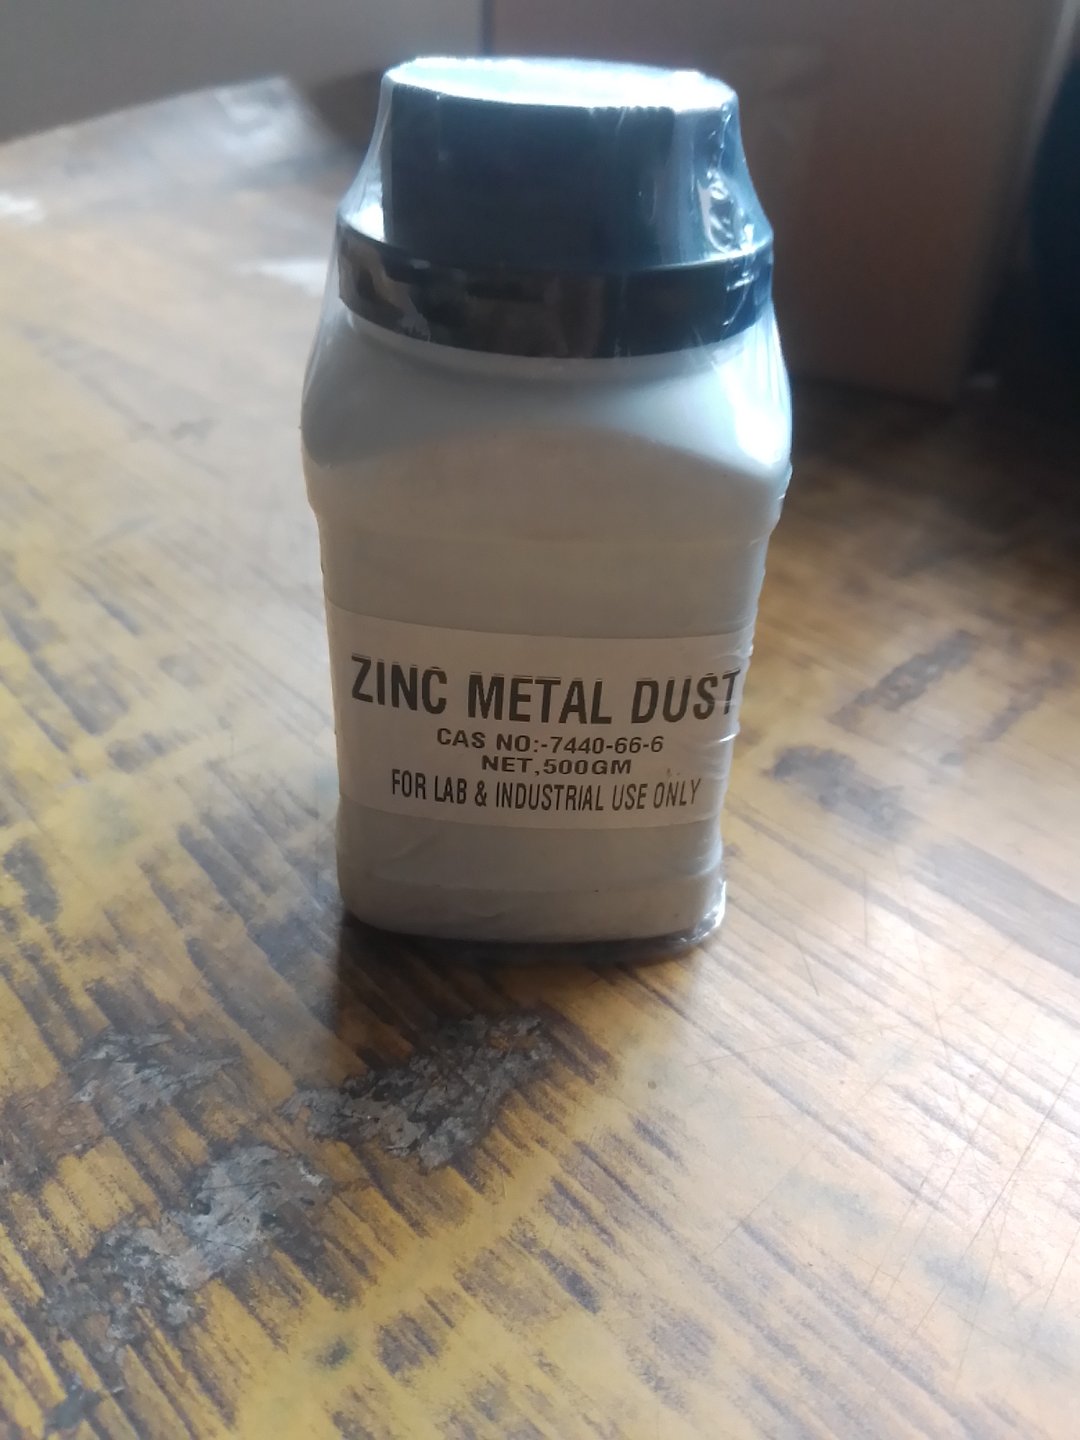 ZINC METAL DUST
CAS NO:-7440-66-6
NET,500GM
FOR LAB & INDUSTRIAL USE ONLY